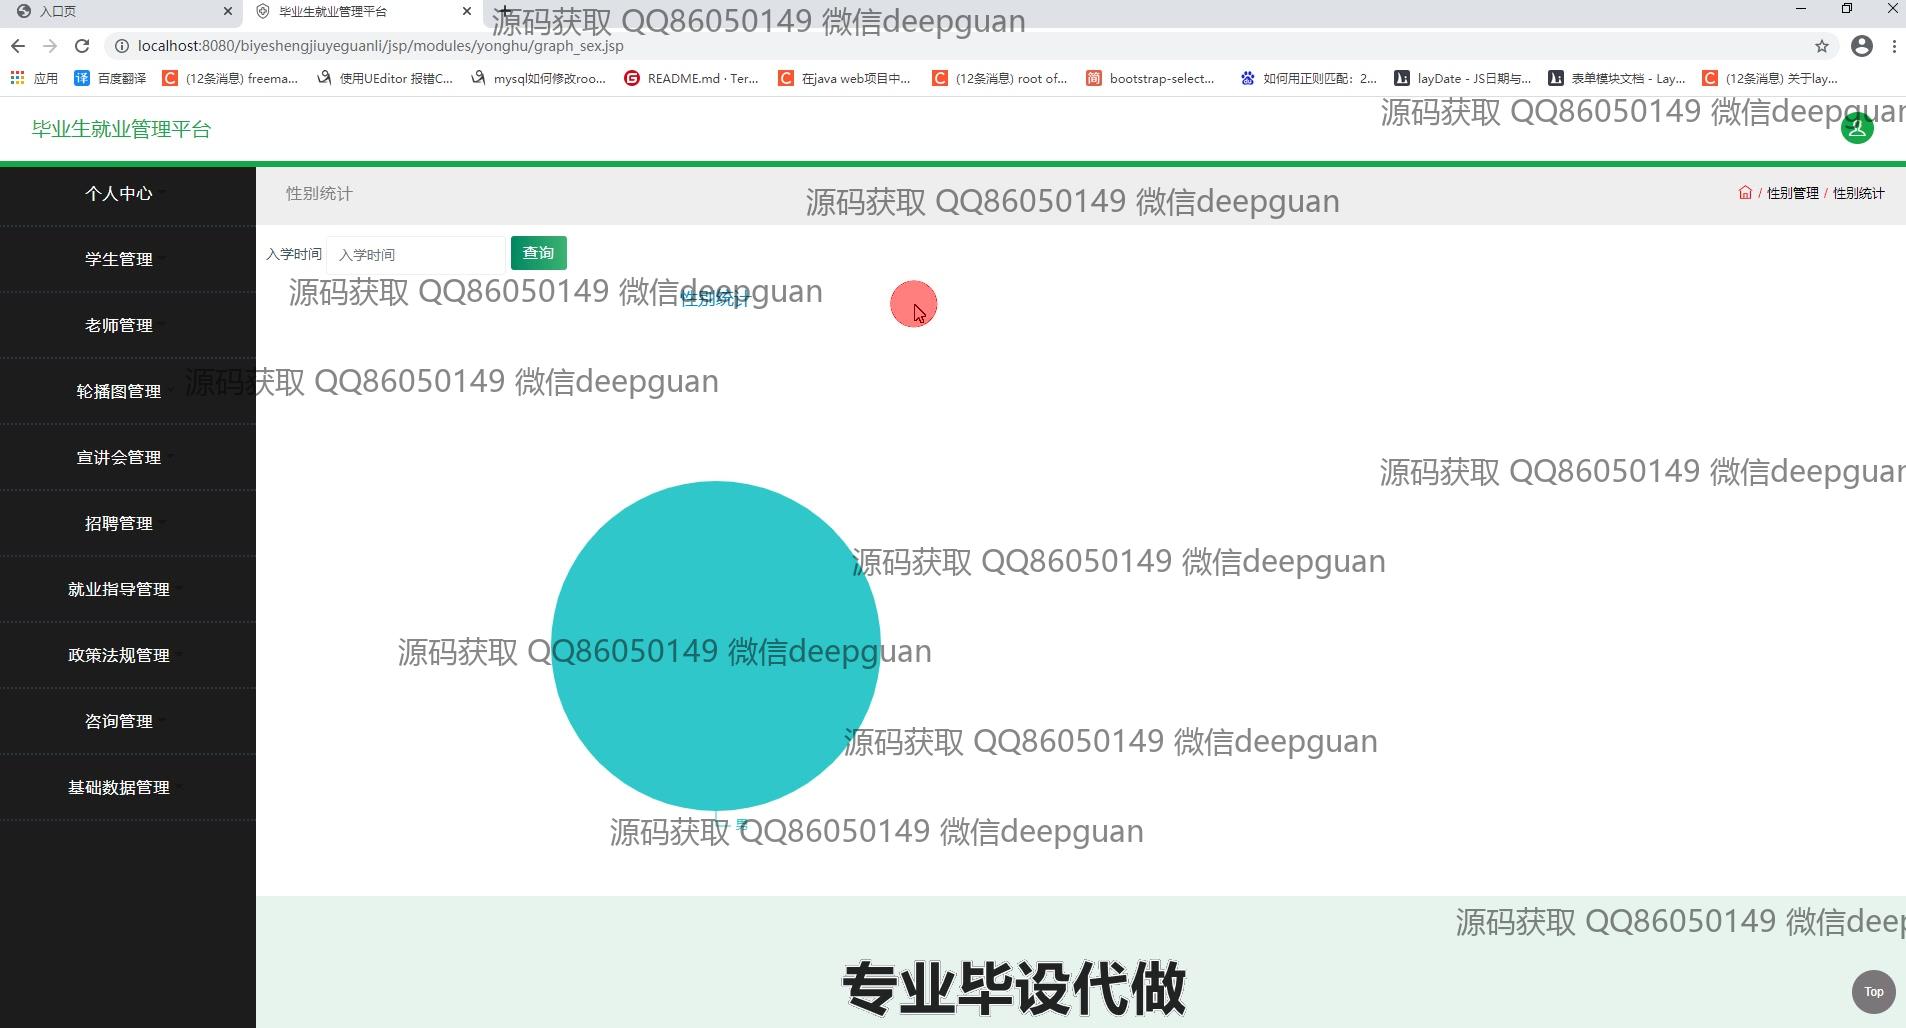 入口页
毕业生就业管理平台
源码获取 QQ86050149 微信deepguan
localhost:8080/biyeshengjiuyeguanli/jsp/modules/yonghu/graph_sex.jsp
应用
百度翻译
(12条消息) freema...
使用UEditor 报错C...
mysql如何修改roo...
README.md · Ter...
在java web项目中...
(12条消息) root of...
bootstrap-select...
如何用正则匹配：2...
layDate - JS日期与...
表单模块文档 - Lay...
(12条消息) 关于lay...
源码获取 QQ86050149 微信deepguan
毕业生就业管理平台
个人中心
性别统计
源码获取 QQ86050149 微信deepguan
/ 性别管理 / 性别统计
学生管理
入学时间
入学时间
查询
源码获取 QQ86050149 微信deepguan
性别统计
老师管理
轮播图管理
源码获取 QQ86050149 微信deepguan
宣讲会管理
源码获取 QQ86050149 微信deepguar
招聘管理
源码获取 QQ86050149 微信deepguan
就业指导管理
政策法规管理
源码获取 QQ86050149 微信deepguan
咨询管理
源码获取 QQ86050149 微信deepguan
基础数据管理
男
源码获取 QQ86050149 微信deepguan
源码获取 QQ86050149 微信deep
专业毕设代做
Top